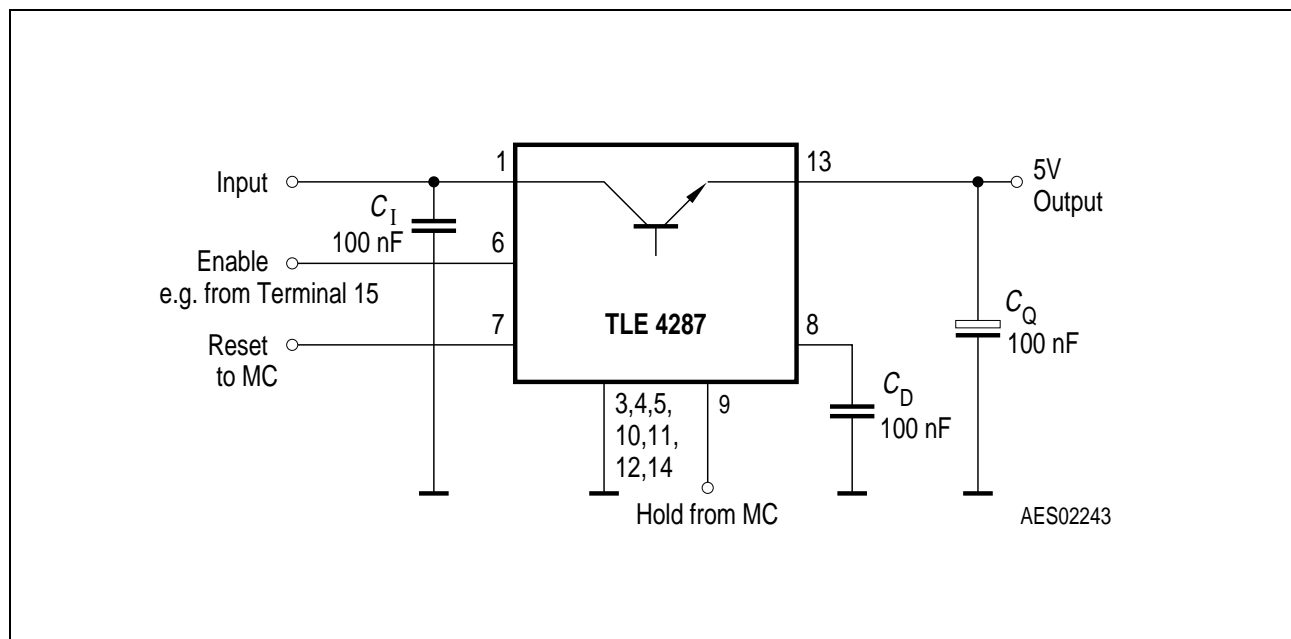 1
13
Input
5V
Output
C_I
100 nF
6
Enable
e.g. from Terminal 15
C_Q
100 nF
7
TLE 4287
8
Reset
to MC
C_D
100 nF
3,4,5,
10,11,
12,14
9
Hold from MC
AES02243